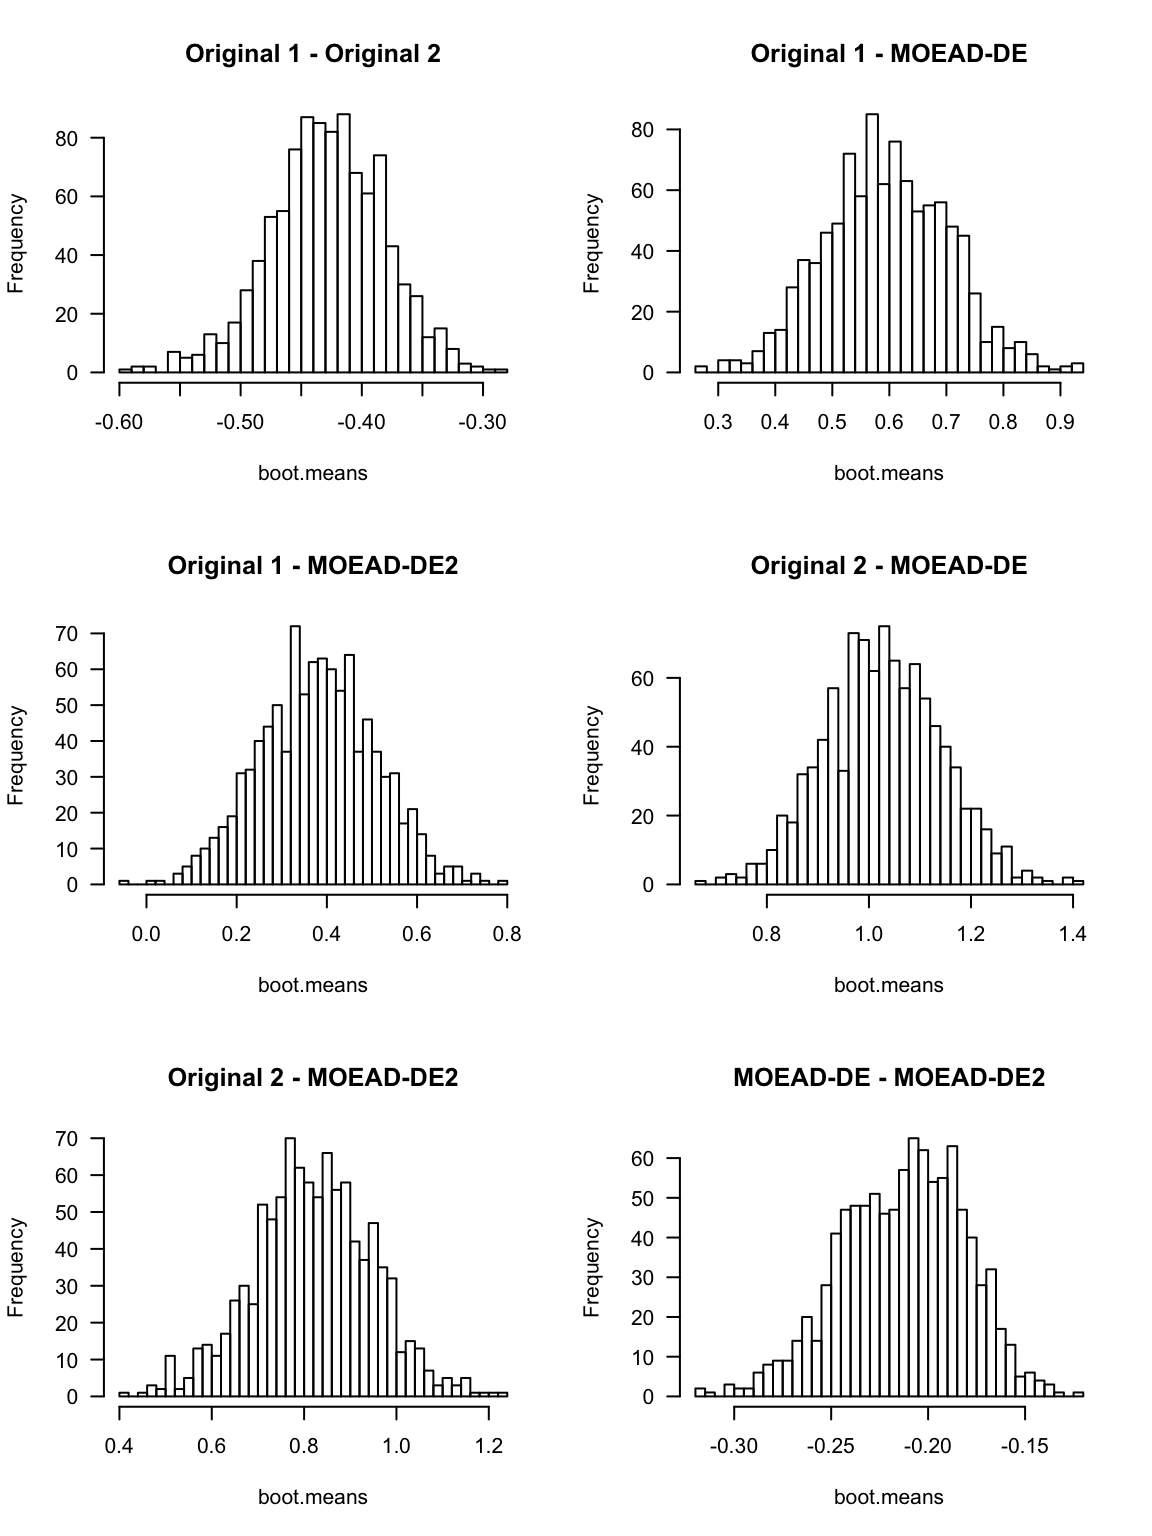 Original 1 - Original 2
Frequency
80
60
40
20
0
-0.60 -0.50 -0.40 -0.30
boot.means
Original 1 - MOEAD-DE
Frequency
80
60
40
20
0
0.3 0.4 0.5 0.6 0.7 0.8 0.9
boot.means
Original 1 - MOEAD-DE2
Frequency
70
60
50
40
30
20
10
0
0.0 0.2 0.4 0.6 0.8
boot.means
Original 2 - MOEAD-DE
Frequency
60
40
20
0
0.8 1.0 1.2 1.4
boot.means
Original 2 - MOEAD-DE2
Frequency
70
60
50
40
30
20
10
0
0.4 0.6 0.8 1.0 1.2
boot.means
MOEAD-DE - MOEAD-DE2
Frequency
60
50
40
30
20
10
0
-0.30 -0.25 -0.20 -0.15
boot.means